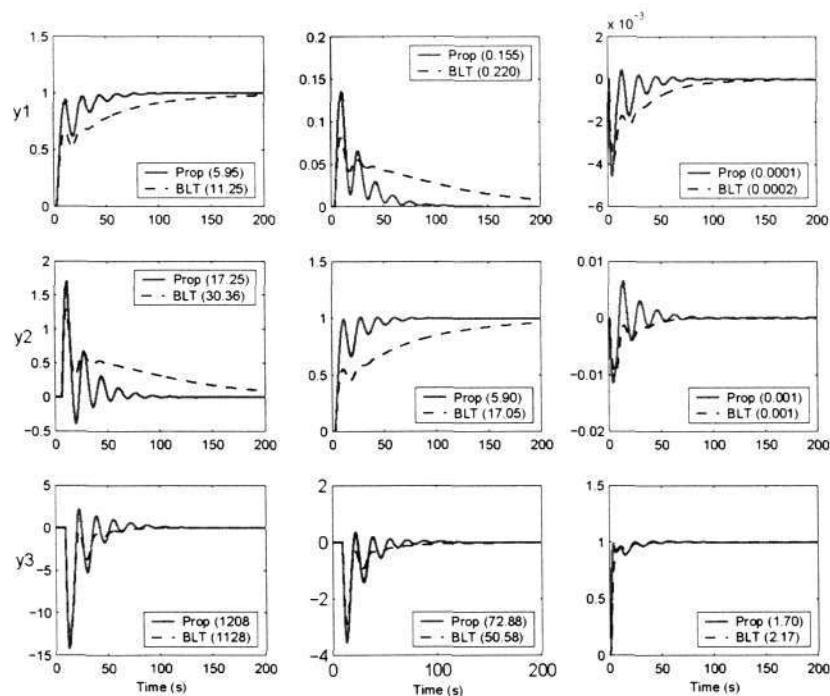 1.5
1
y1
0.5
0
Prop (5.95)
BLT (11.25)
0 50 100 150 200
0.2
0.15
0.1
0.05
0
Prop (0.155)
BLT (0.220)
0 50 100 150 200
x 10⁻³
2
0
−2
−4
−6
Prop (0.0001)
BLT (0.0002)
0 50 100 150 200
2
1.5
1
y2
0.5
0
−0.5
Prop (17.25)
BLT (30.36)
0 50 100 150 200
1.5
1
0.5
0
Prop (5.90)
BLT (17.05)
0 50 100 150 200
0.01
0
−0.01
−0.02
Prop (0.001)
BLT (0.001)
0 50 100 150 200
5
0
y3
−5
−10
−15
Prop (1208
BLT (1128)
0 50 100 150 200
Time (s)
2
0
−2
−4
Prop (72.88)
BLT (50.58)
0 50 100 150 200
Time (s)
1.5
1
0.5
0
Prop (1.70)
BLT (2.17)
0 50 100 150 200
Time (s)